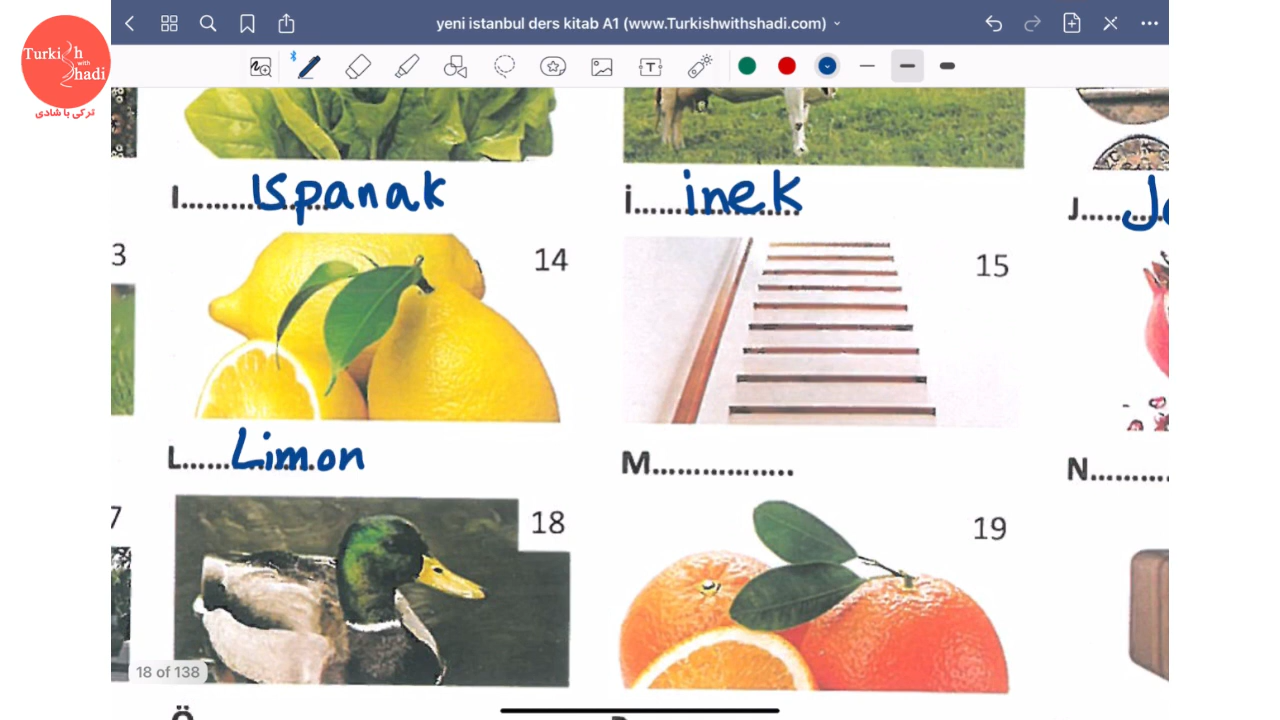 yeni istanbul ders kitab A1 (www.Turkishwithshadi.com)
Turkish
with
Shadi
ترکی با شادی
I.......... Ispanak
İ.......... inek
J.....
3
14
15
L...... Limon
M.................
N.........
7
18
19
18 of 138